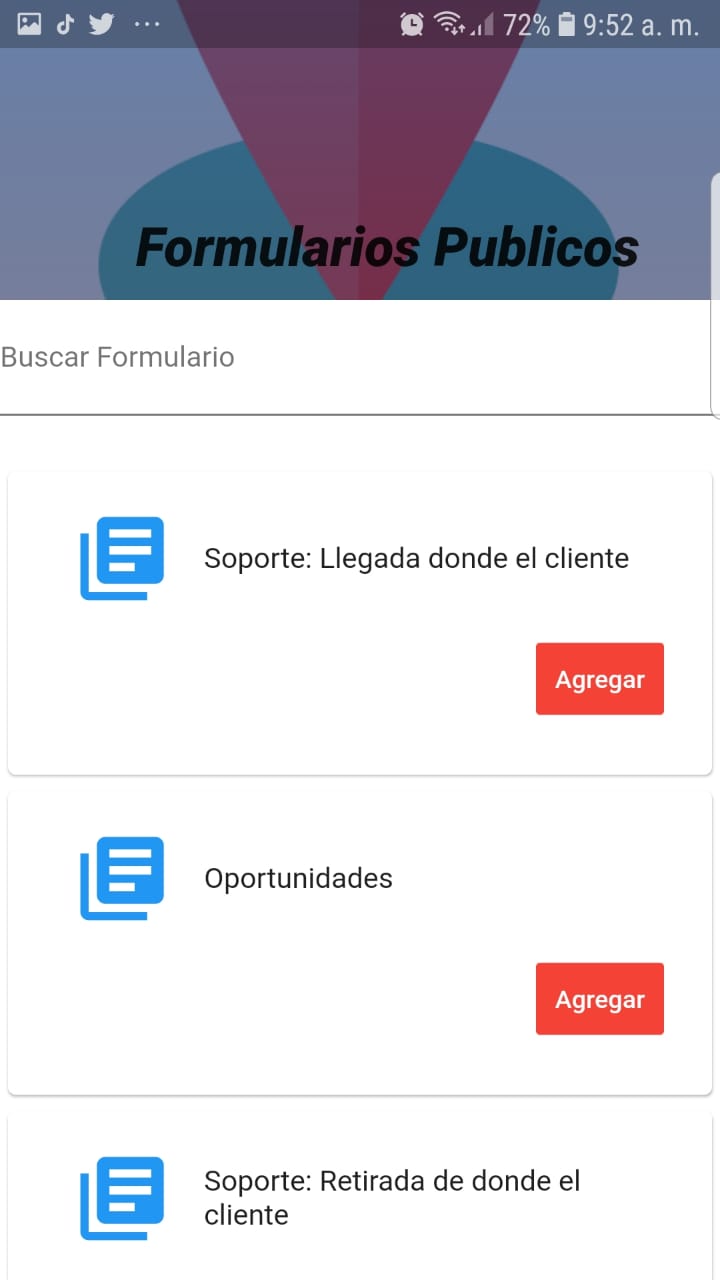 72% 9:52 a. m.
Formularios Publicos
Buscar Formulario
Soporte: Llegada donde el cliente
Agregar
Oportunidades
Agregar
Soporte: Retirada de donde el
cliente